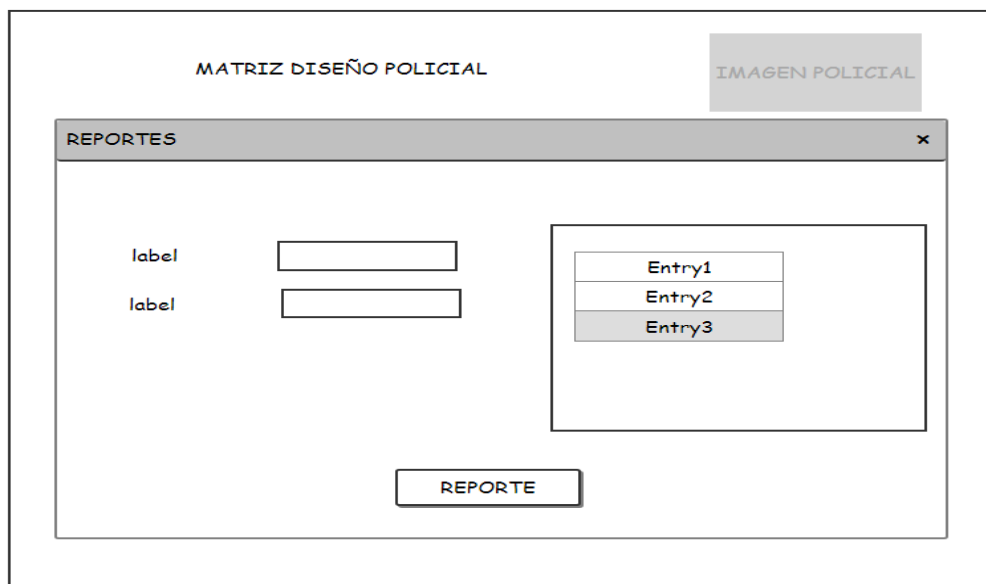 MATRIZ DISEÑO POLICIAL
IMAGEN POLICIAL
REPORTES
x
label
label
Entry1
Entry2
Entry3
REPORTE